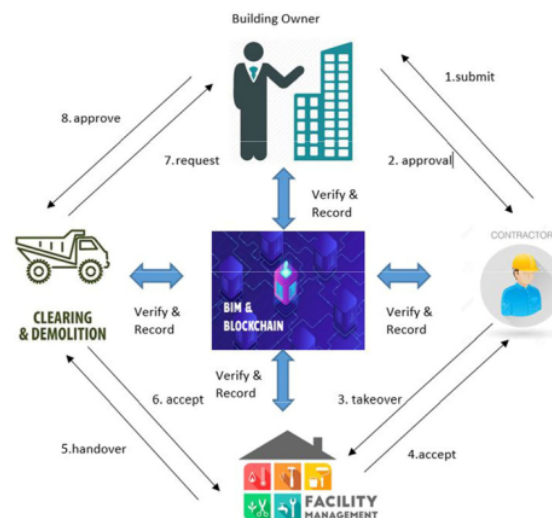 Building Owner
1.submit
8. approve
7.request
2. approval
Verify &
Record
CONTRACTOR
BIM &
BLOCKCHAIN
CLEARING
& DEMOLITION
Verify &
Record
Verify &
Record
Verify &
Record
6. accept
3. takeover
5.handover
4.accept
FACILITY
MANAGEMENT